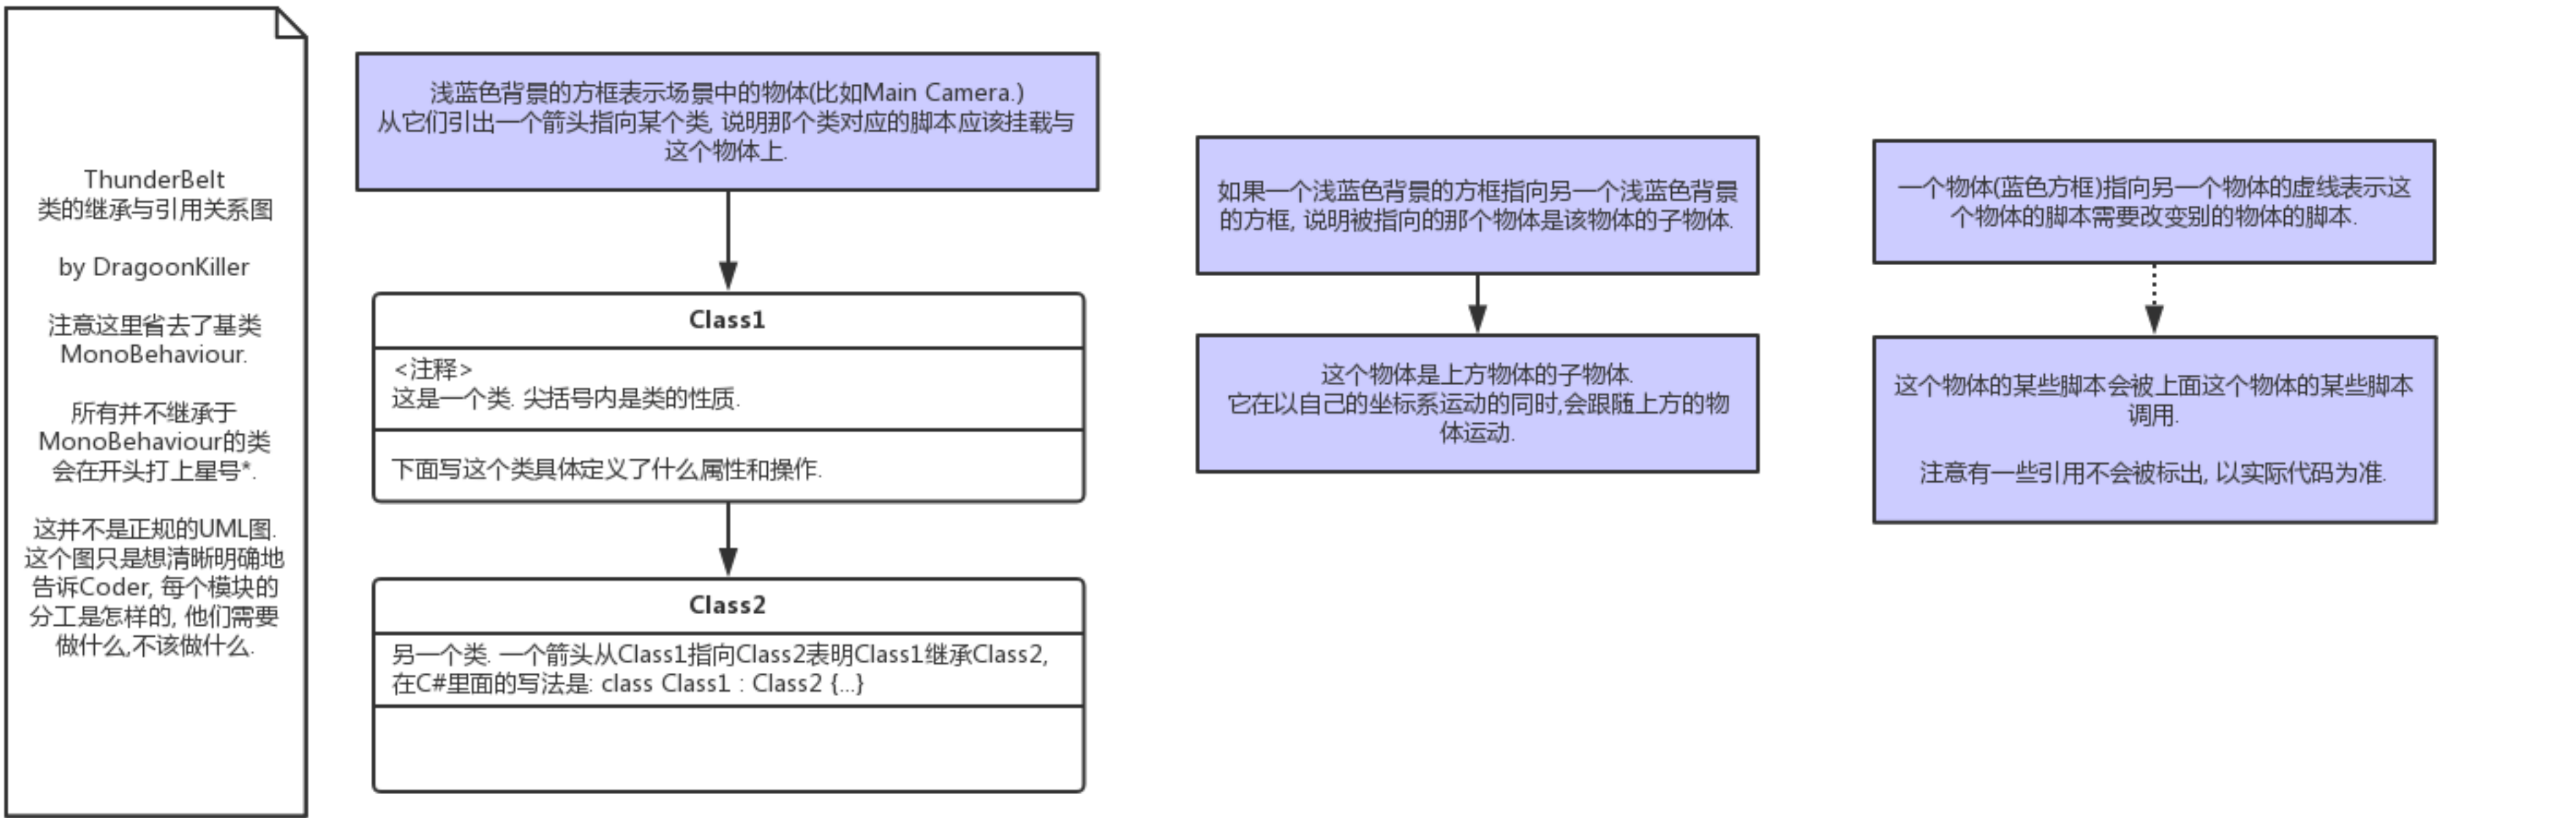 ThunderBelt
类的继承与引用关系图
by DragoonKiller
注意这里省去了基类
MonoBehaviour.
所有并不继承于
MonoBehaviour的类
会在开头打上星号*.
这并不是正规的UML图.
这个图只是想清晰明确地
告诉Coder, 每个模块的
分工是怎样的, 他们需要
做什么,不该做什么.
浅蓝色背景的方框表示场景中的物体(比如Main Camera.)
从它们引出一个箭头指向某个类, 说明那个类对应的脚本应该挂载与
这个物体上.
Class1
<注释>
这是一个类. 尖括号内是类的性质.
下面写这个类具体定义了什么属性和操作.
Class2
另一个类. 一个箭头从Class1指向Class2表明Class1继承Class2,
在C#里面的写法是: class Class1 : Class2 {...}
如果一个浅蓝色背景的方框指向另一个浅蓝色背景
的方框, 说明被指向的那个物体是该物体的子物体.
这个物体是上方物体的子物体.
它在以自己的坐标系运动的同时,会跟随上方的物
体运动.
一个物体(蓝色方框)指向另一个物体的虚线表示这
个物体的脚本需要改变别的物体的脚本.
这个物体的某些脚本会被上面这个物体的某些脚本
调用.
注意有一些引用不会被标出, 以实际代码为准.